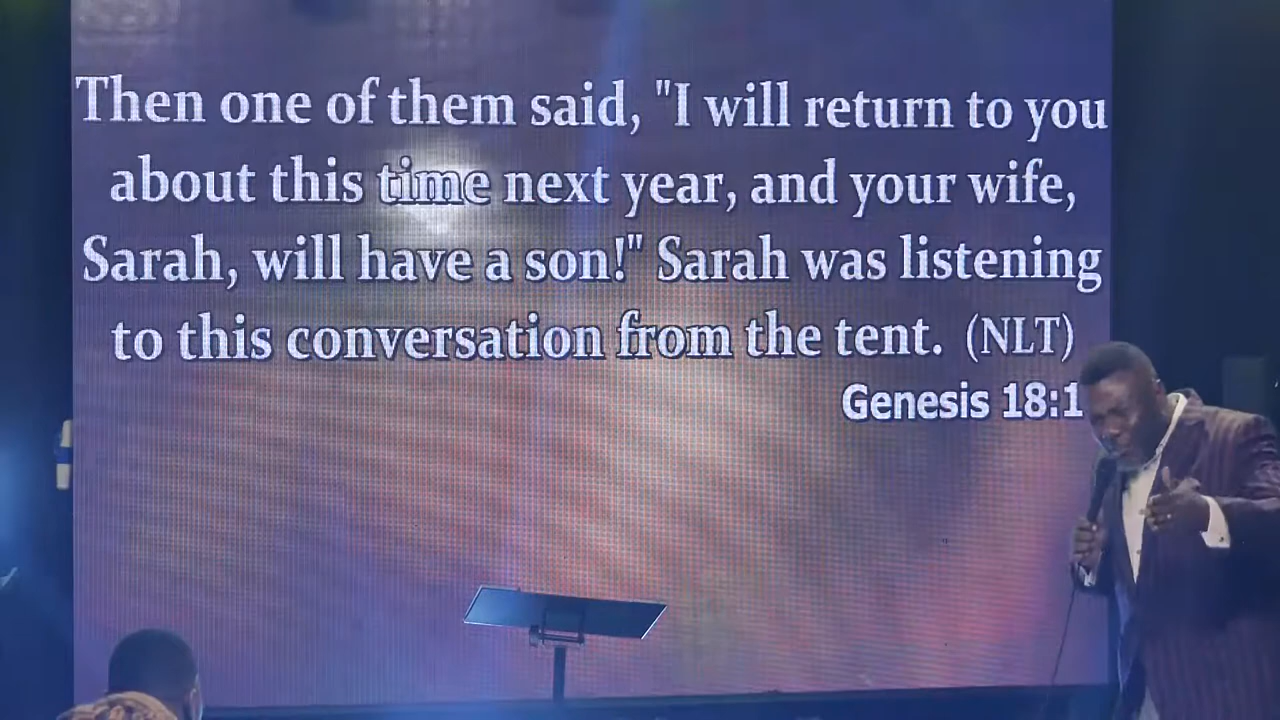 Then one of them said, "I will return to you
about this time next year, and your wife,
Sarah, will have a son!" Sarah was listening
to this conversation from the tent. (NLT)
Genesis 18:1